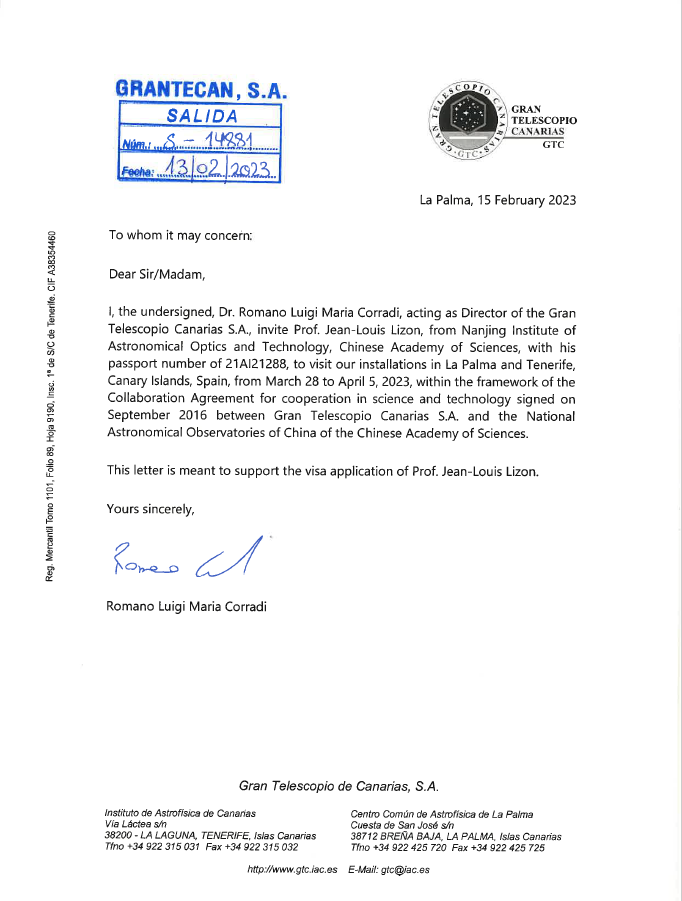 GRANTECAN, S.A.
SALIDA
Núm.: S - 14881
Fecha: 13 02 2023
GRAN TELESCOPIO CANARIAS
·GTC·
GRAN
TELESCOPIO
CANARIAS
GTC
La Palma, 15 February 2023
To whom it may concern:
Dear Sir/Madam,
I, the undersigned, Dr. Romano Luigi Maria Corradi, acting as Director of the Gran
Telescopio Canarias S.A., invite Prof. Jean-Louis Lizon, from Nanjing Institute of
Astronomical Optics and Technology, Chinese Academy of Sciences, with his
passport number of 21AI21288, to visit our installations in La Palma and Tenerife,
Canary Islands, Spain, from March 28 to April 5, 2023, within the framework of the
Collaboration Agreement for cooperation in science and technology signed on
September 2016 between Gran Telescopio Canarias S.A. and the National
Astronomical Observatories of China of the Chinese Academy of Sciences.
This letter is meant to support the visa application of Prof. Jean-Louis Lizon.
Yours sincerely,
Romano Luigi Maria Corradi
Reg. Mercantil Tomo 1101, Folio 89, Hoja 9190, Insc. 1ª de S/C de Tenerife. CIF A38354460
Gran Telescopio de Canarias, S.A.
Instituto de Astrofísica de Canarias
Vía Láctea s/n
38200 - LA LAGUNA, TENERIFE, Islas Canarias
Tfno +34 922 315 031 Fax +34 922 315 032
Centro Común de Astrofísica de La Palma
Cuesta de San José s/n
38712 BREÑA BAJA, LA PALMA, Islas Canarias
Tfno +34 922 425 720 Fax +34 922 425 725
http://www.gtc.iac.es E-Mail: gtc@iac.es